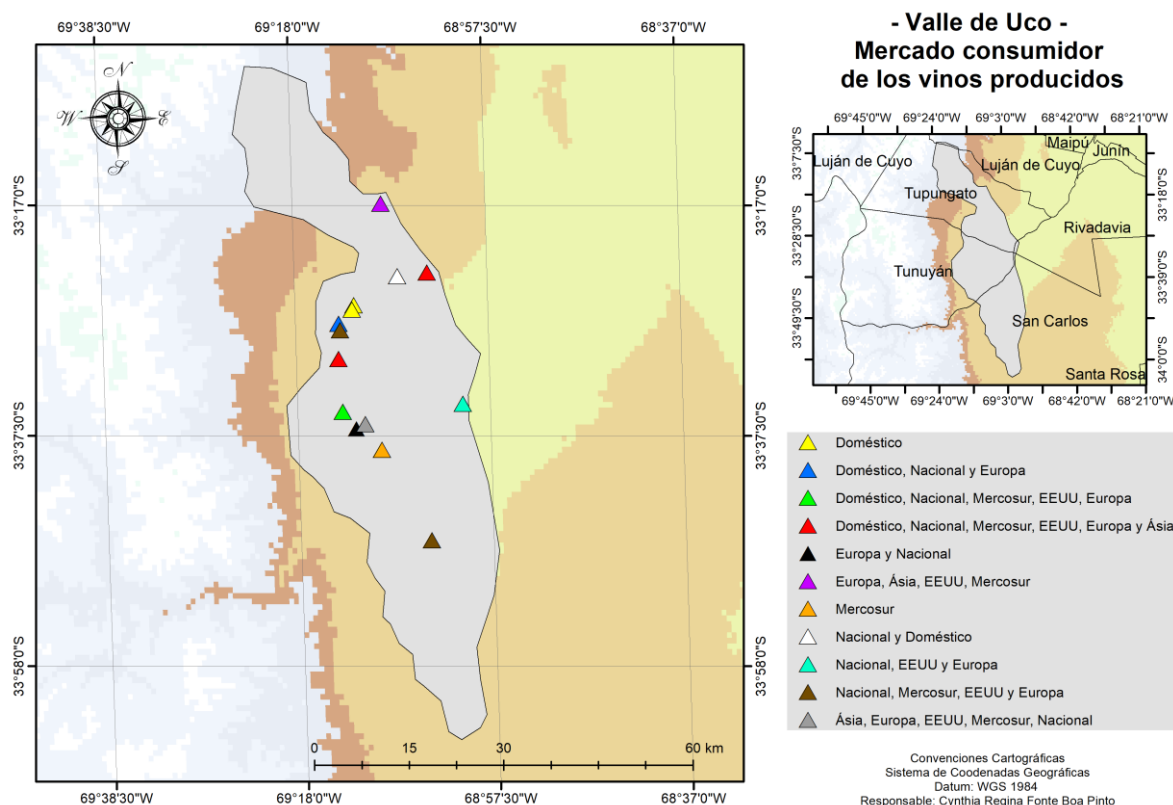 69°38'30"W 69°18'0"W 68°57'30"W 68°37'0"W
N
W E
S
33°17'0"S 33°17'0"S
33°37'30"S 33°37'30"S
33°58'0"S 33°58'0"S
0 15 30 60 km
69°38'30"W 69°18'0"W 68°57'30"W 68°37'0"W
- Valle de Uco -
Mercado consumidor
de los vinos producidos
69°45'0"W 69°24'0"W 69°3'0"W 68°42'0"W 68°21'0"W
33°7'30"S
33°28'30"S
33°49'30"S
33°18'0"S
33°39'0"S
34°0'0"S
Maipú
Junín
Luján de Cuyo
Luján de Cuyo
Tupungato
Rivadavia
Tunuyán
San Carlos
Santa Rosa
69°45'0"W 69°24'0"W 69°3'0"W 68°42'0"W 68°21'0"W
Doméstico
Doméstico, Nacional y Europa
Doméstico, Nacional, Mercosur, EEUU, Europa
Doméstico, Nacional, Mercosur, EEUU, Europa y Ásia
Europa y Nacional
Europa, Ásia, EEUU, Mercosur
Mercosur
Nacional y Doméstico
Nacional, EEUU y Europa
Nacional, Mercosur, EEUU y Europa
Ásia, Europa, EEUU, Mercosur, Nacional
Convenciones Cartográficas
Sistema de Coodenadas Geográficas
Datum: WGS 1984
Responsable: Cynthia Regina Fonte Boa Pinto